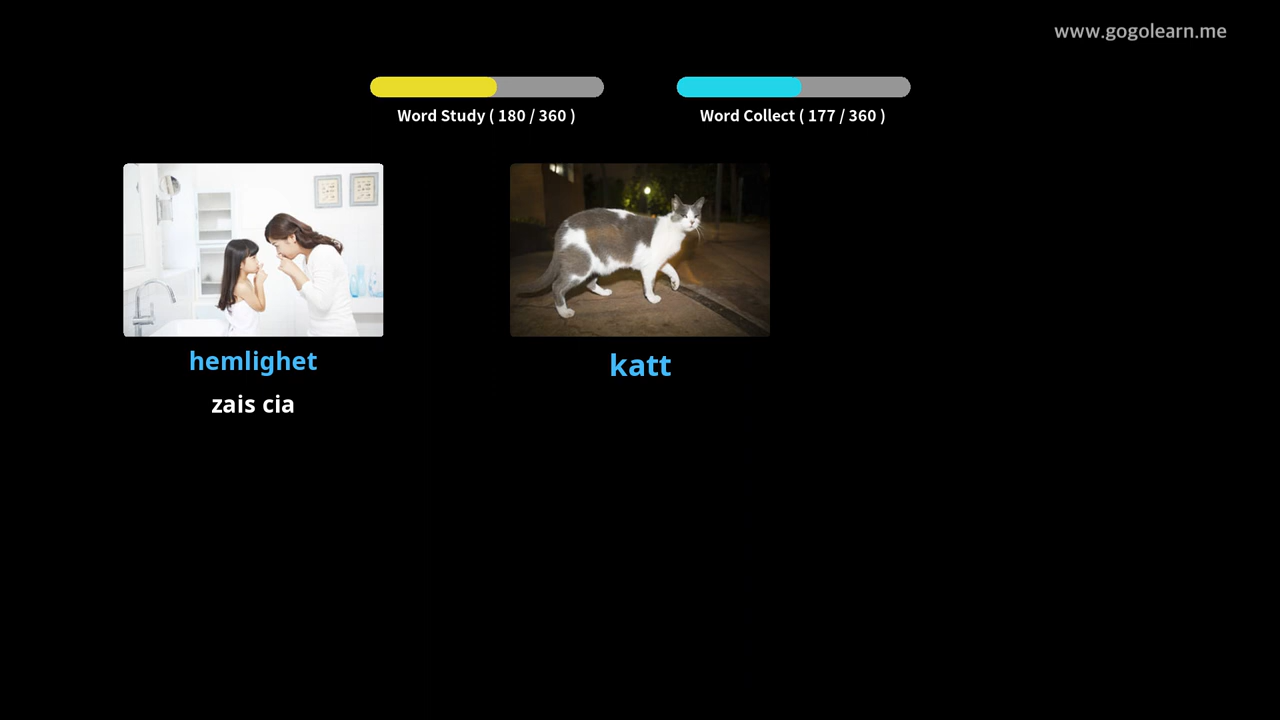 www.gogolearn.me
Word Study ( 180 / 360 )
Word Collect ( 177 / 360 )
hemlighet
zais cia
katt